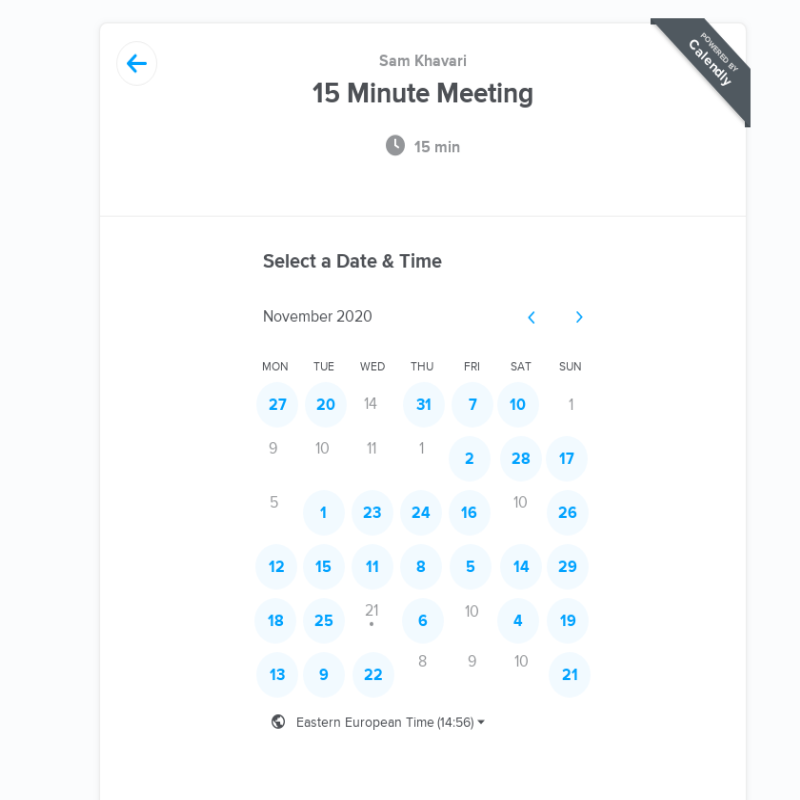 POWERED BY
Calendly
Sam Khavari
15 Minute Meeting
15 min
Select a Date & Time
November 2020
MON TUE WED THU FRI SAT SUN
27 20 14 31 7 10 1
9 10 11 1 2 28 17
5 1 23 24 16 10 26
12 15 11 8 5 14 29
18 25 21 6 10 4 19
13 9 22 8 9 10 21
Eastern European Time (14:56)